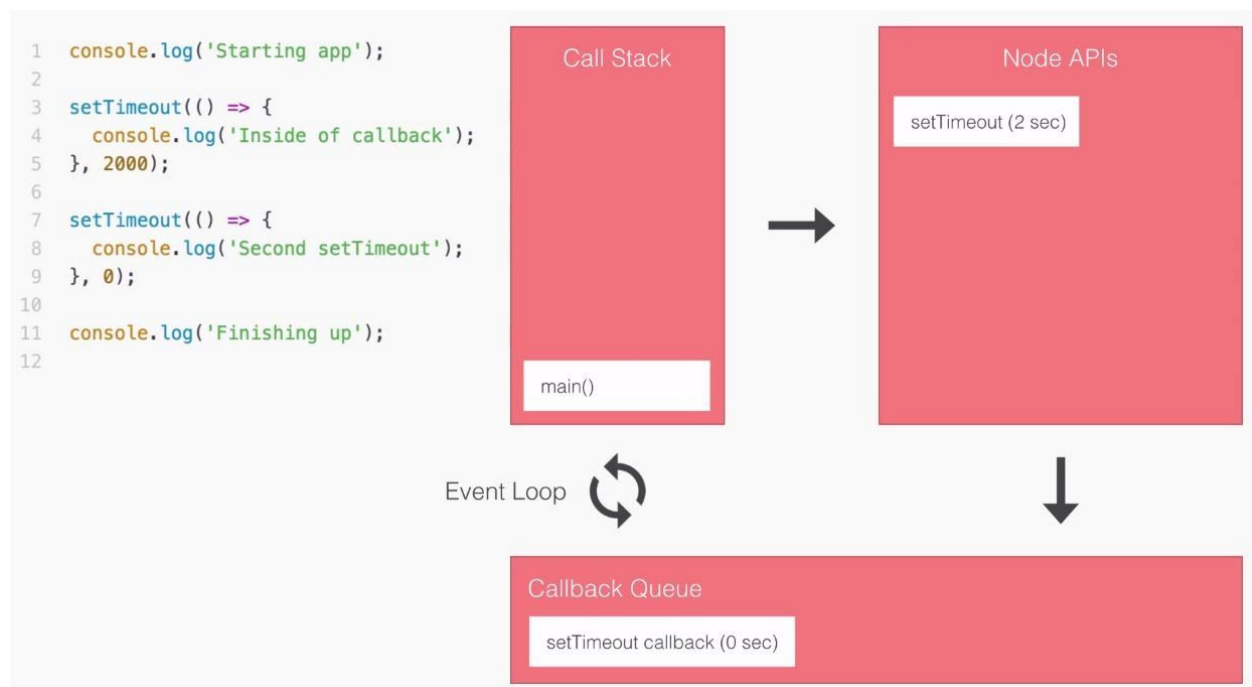 1 console.log('Starting app');
2
3 setTimeout(() => {
4   console.log('Inside of callback');
5 }, 2000);
6
7 setTimeout(() => {
8   console.log('Second setTimeout');
9 }, 0);
10
11 console.log('Finishing up');
12
Call Stack
main()
Node APIs
setTimeout (2 sec)
Event Loop
Callback Queue
setTimeout callback (0 sec)